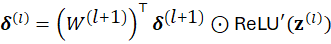 𝜹⁽ˡ⁾ = (𝑊⁽ˡ⁺¹⁾)ᵀ 𝜹⁽ˡ⁺¹⁾ ⊙ ReLU′(𝐳⁽ˡ⁾)